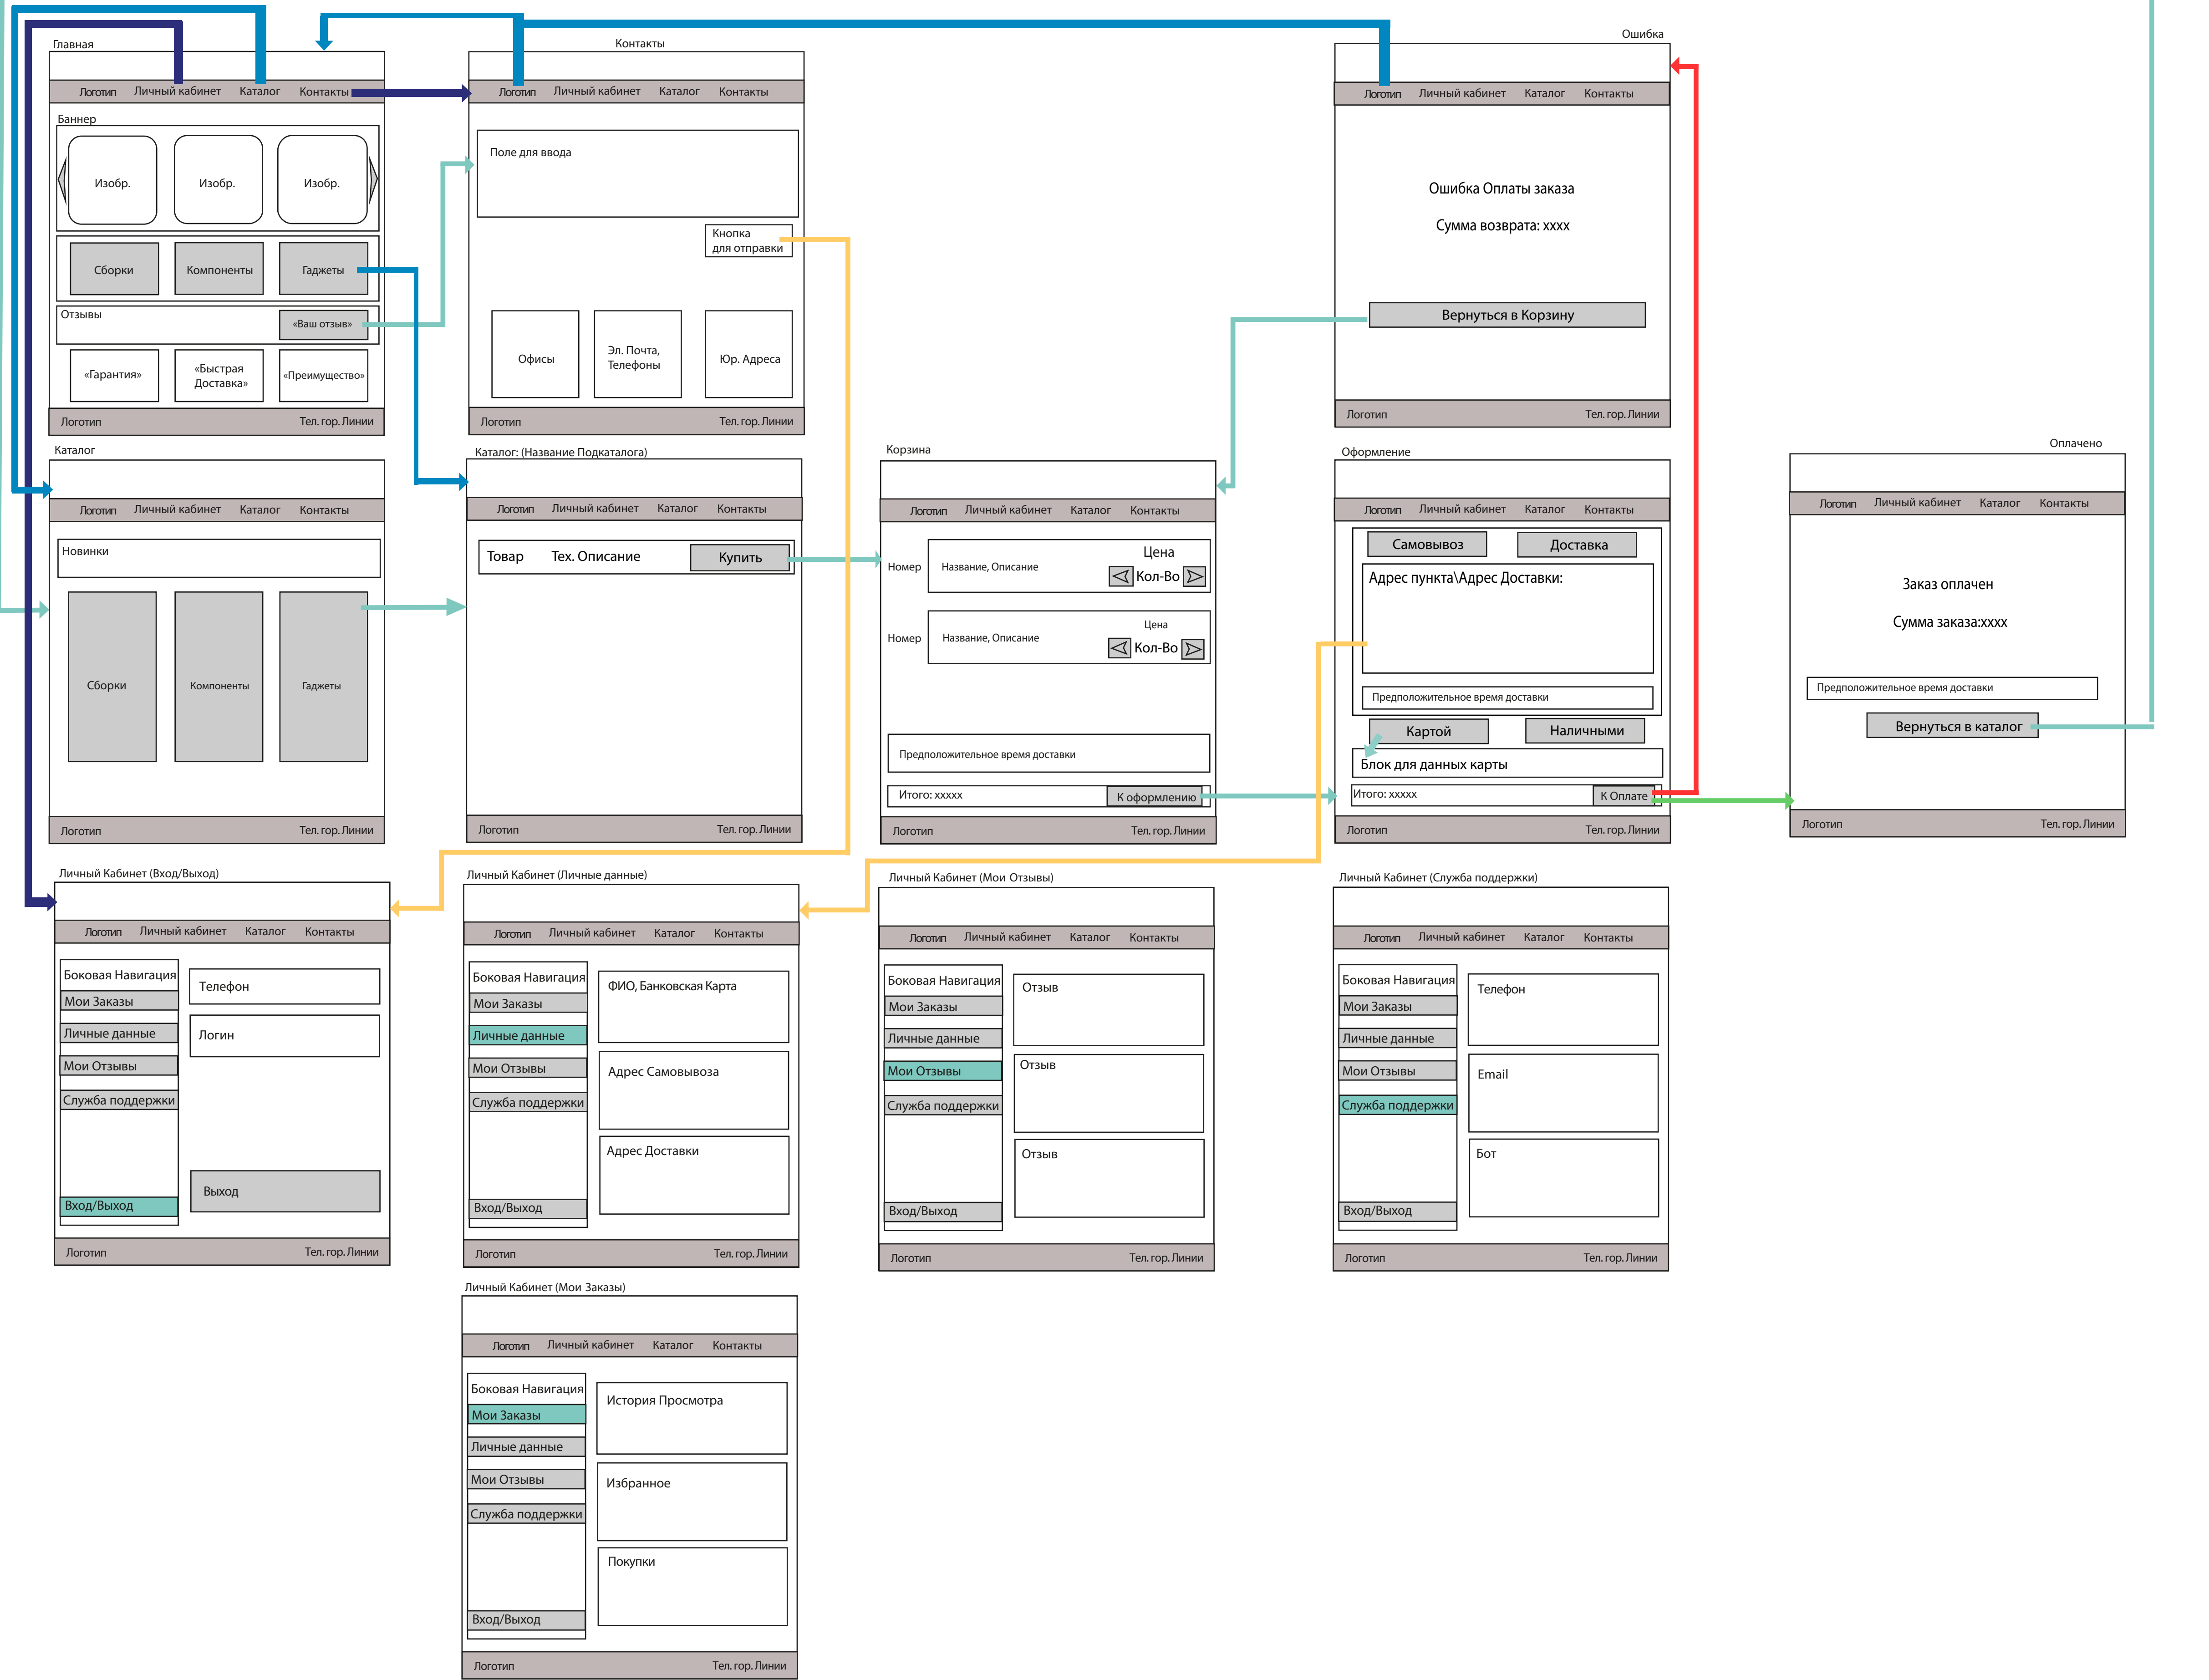 Главная
Логотип Личный кабинет Каталог Контакты
Баннер
Изобр. Изобр. Изобр.
Сборки Компоненты Гаджеты
Отзывы
«Ваш отзыв»
«Гарантия»
«Быстрая
Доставка»
«Преимущество»
Логотип Тел. гор. Линии
Контакты
Логотип Личный кабинет Каталог Контакты
Поле для ввода
Кнопка
для отправки
Офисы
Эл. Почта,
Телефоны
Юр. Адреса
Логотип Тел. гор. Линии
Ошибка
Логотип Личный кабинет Каталог Контакты
Ошибка Оплаты заказа
Сумма возврата: хххх
Вернуться в Корзину
Логотип Тел. гор. Линии
Каталог
Логотип Личный кабинет Каталог Контакты
Новинки
Сборки Компоненты Гаджеты
Логотип Тел. гор. Линии
Каталог: (Название Подкаталога)
Логотип Личный кабинет Каталог Контакты
Товар Тех. Описание Купить
Логотип Тел. гор. Линии
Корзина
Логотип Личный кабинет Каталог Контакты
Цена
Номер Название, Описание Кол-Во
Цена
Номер Название, Описание Кол-Во
Предположительное время доставки
Итого: ххххх К оформлению
Логотип Тел. гор. Линии
Оформление
Логотип Личный кабинет Каталог Контакты
Самовывоз Доставка
Адрес пункта\Адрес Доставки:
Предположительное время доставки
Картой Наличными
Блок для данных карты
Итого: ххххх К Оплате
Логотип Тел. гор. Линии
Оплачено
Логотип Личный кабинет Каталог Контакты
Заказ оплачен
Сумма заказа:хххх
Предположительное время доставки
Вернуться в каталог
Логотип Тел. гор. Линии
Личный Кабинет (Вход/Выход)
Логотип Личный кабинет Каталог Контакты
Боковая Навигация
Мои Заказы
Личные данные
Мои Отзывы
Служба поддержки
Вход/Выход
Телефон
Логин
Выход
Логотип Тел. гор. Линии
Личный Кабинет (Личные данные)
Логотип Личный кабинет Каталог Контакты
Боковая Навигация
Мои Заказы
Личные данные
Мои Отзывы
Служба поддержки
Вход/Выход
ФИО, Банковская Карта
Адрес Самовывоза
Адрес Доставки
Логотип Тел. гор. Линии
Личный Кабинет (Мои Отзывы)
Логотип Личный кабинет Каталог Контакты
Боковая Навигация
Мои Заказы
Личные данные
Мои Отзывы
Служба поддержки
Вход/Выход
Отзыв
Отзыв
Отзыв
Логотип Тел. гор. Линии
Личный Кабинет (Служба поддержки)
Логотип Личный кабинет Каталог Контакты
Боковая Навигация
Мои Заказы
Личные данные
Мои Отзывы
Служба поддержки
Вход/Выход
Телефон
Email
Бот
Логотип Тел. гор. Линии
Личный Кабинет (Мои Заказы)
Логотип Личный кабинет Каталог Контакты
Боковая Навигация
Мои Заказы
Личные данные
Мои Отзывы
Служба поддержки
Вход/Выход
История Просмотра
Избранное
Покупки
Логотип Тел. гор. Линии